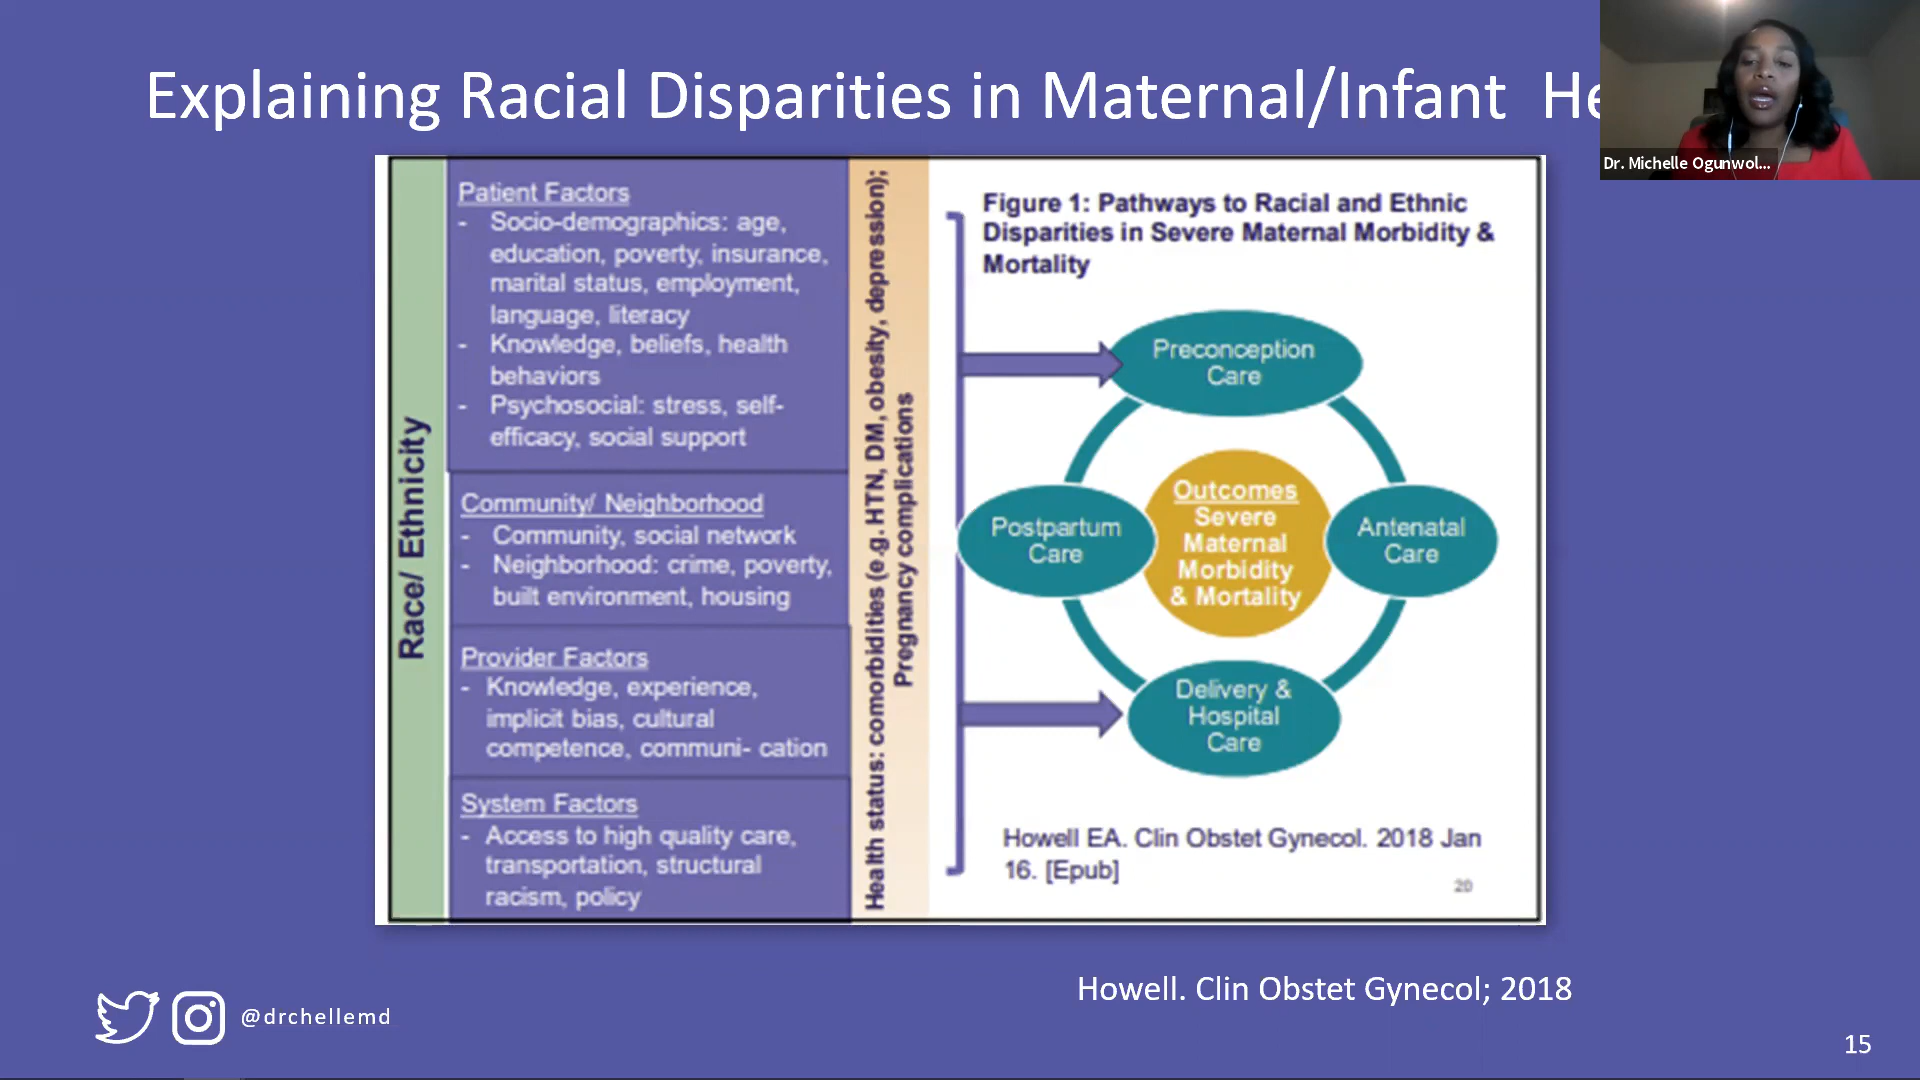 Explaining Racial Disparities in Maternal/Infant He
Dr. Michelle Ogunwol...
Race/ Ethnicity
Patient Factors
- Socio-demographics: age,
education, poverty, insurance,
marital status, employment,
language, literacy
- Knowledge, beliefs, health
behaviors
- Psychosocial: stress, self-
efficacy, social support
Community/ Neighborhood
- Community, social network
- Neighborhood: crime, poverty,
built environment, housing
Provider Factors
- Knowledge, experience,
implicit bias, cultural
competence, communi- cation
System Factors
- Access to high quality care,
transportation, structural
racism, policy
Health status: comorbidities (e.g. HTN, DM, obesity, depression);
Pregnancy complications
Figure 1: Pathways to Racial and Ethnic
Disparities in Severe Maternal Morbidity &
Mortality
Preconception
Care
Postpartum
Care
Outcomes
Severe
Maternal
Morbidity
& Mortality
Antenatal
Care
Delivery &
Hospital
Care
Howell EA. Clin Obstet Gynecol. 2018 Jan
16. [Epub]
20
Howell. Clin Obstet Gynecol; 2018
@drchellemd
15